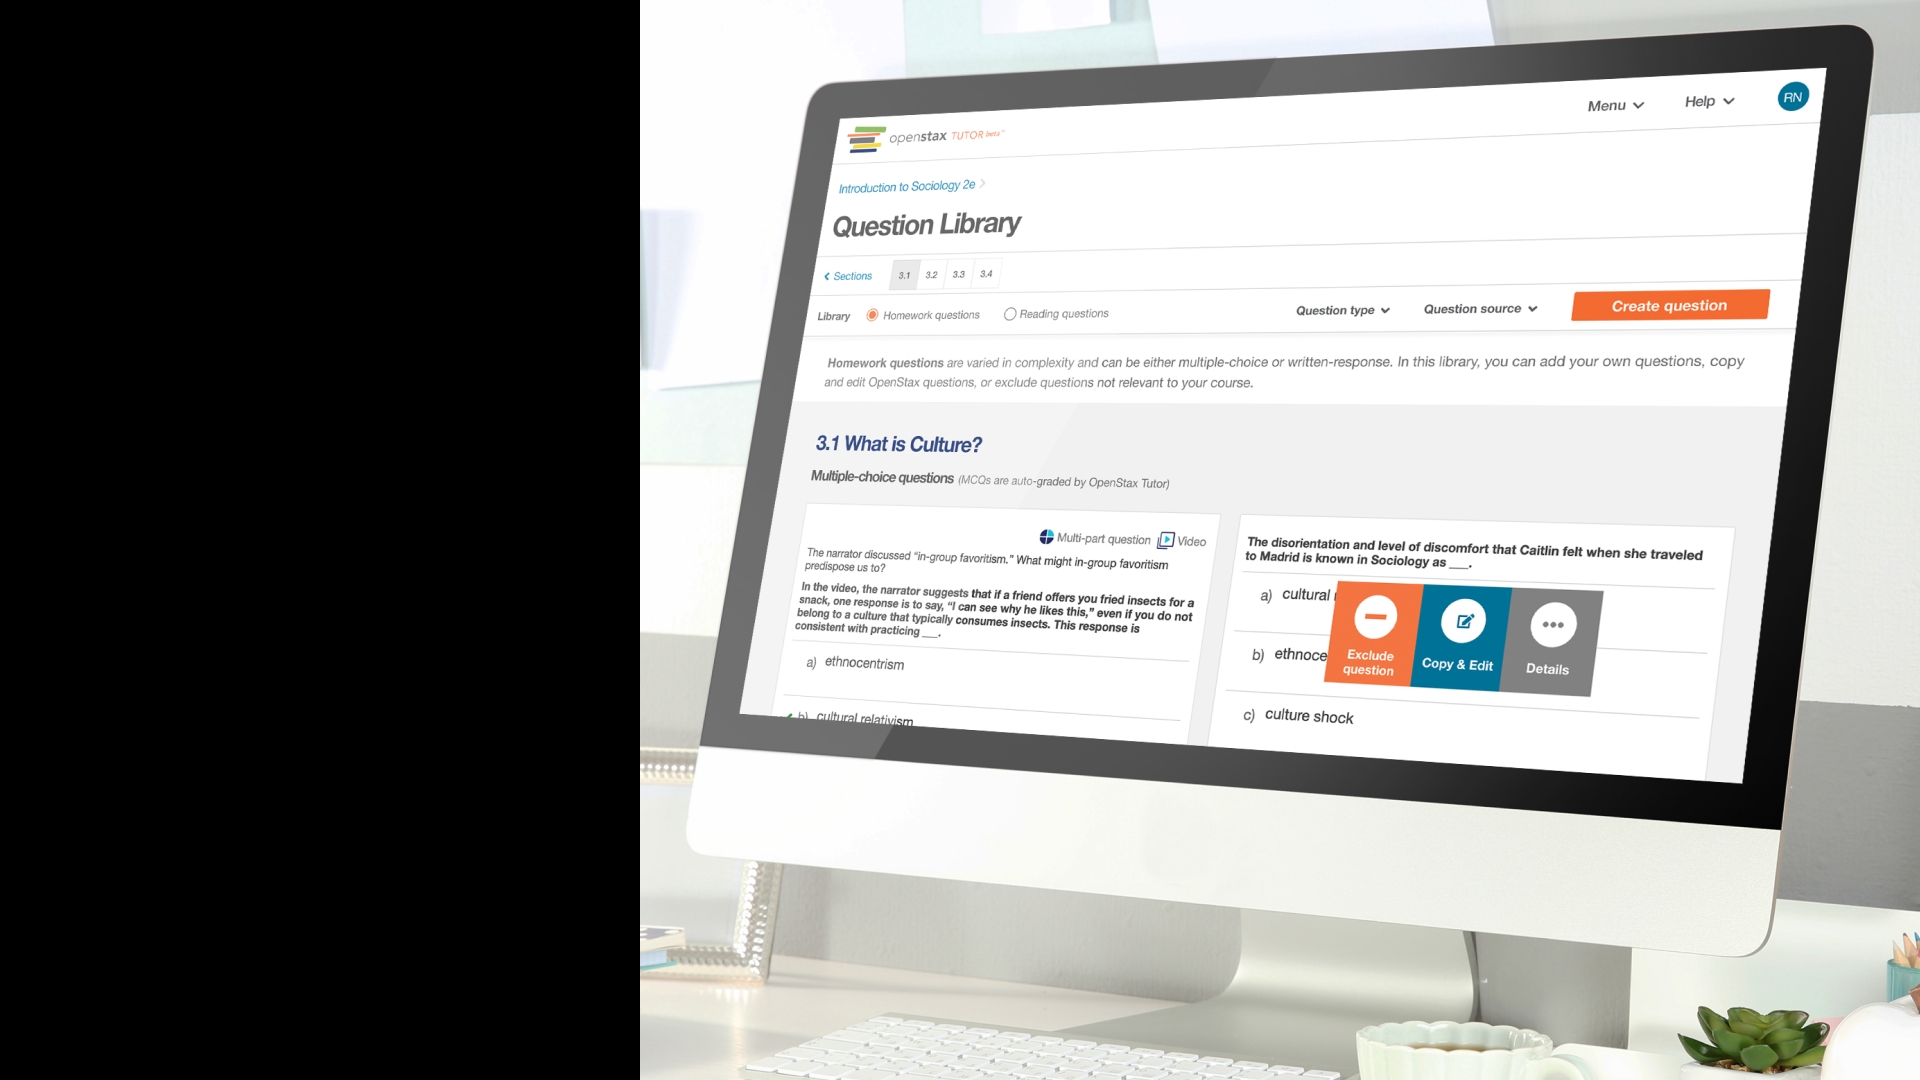 openstax TUTOR beta
Menu
Help
RN
Introduction to Sociology 2e
Question Library
Sections
3.1
3.2
3.3
3.4
Library
Homework questions
Reading questions
Question type
Question source
Create question
Homework questions are varied in complexity and can be either multiple-choice or written-response. In this library, you can add your own questions, copy
and edit OpenStax questions, or exclude questions not relevant to your course.
3.1 What is Culture?
Multiple-choice questions (MCQs are auto-graded by OpenStax Tutor)
Multi-part question
Video
The narrator discussed “in-group favoritism.” What might in-group favoritism
predispose us to?
In the video, the narrator suggests that if a friend offers you fried insects for a
snack, one response is to say, “I can see why he likes this,” even if you do not
belong to a culture that typically consumes insects. This response is
consistent with practicing ___.
a) ethnocentrism
b) cultural relativism
The disorientation and level of discomfort that Caitlin felt when she traveled
to Madrid is known in Sociology as ___.
a) cultural
b) ethnoce
c) culture shock
Exclude
question
Copy & Edit
Details